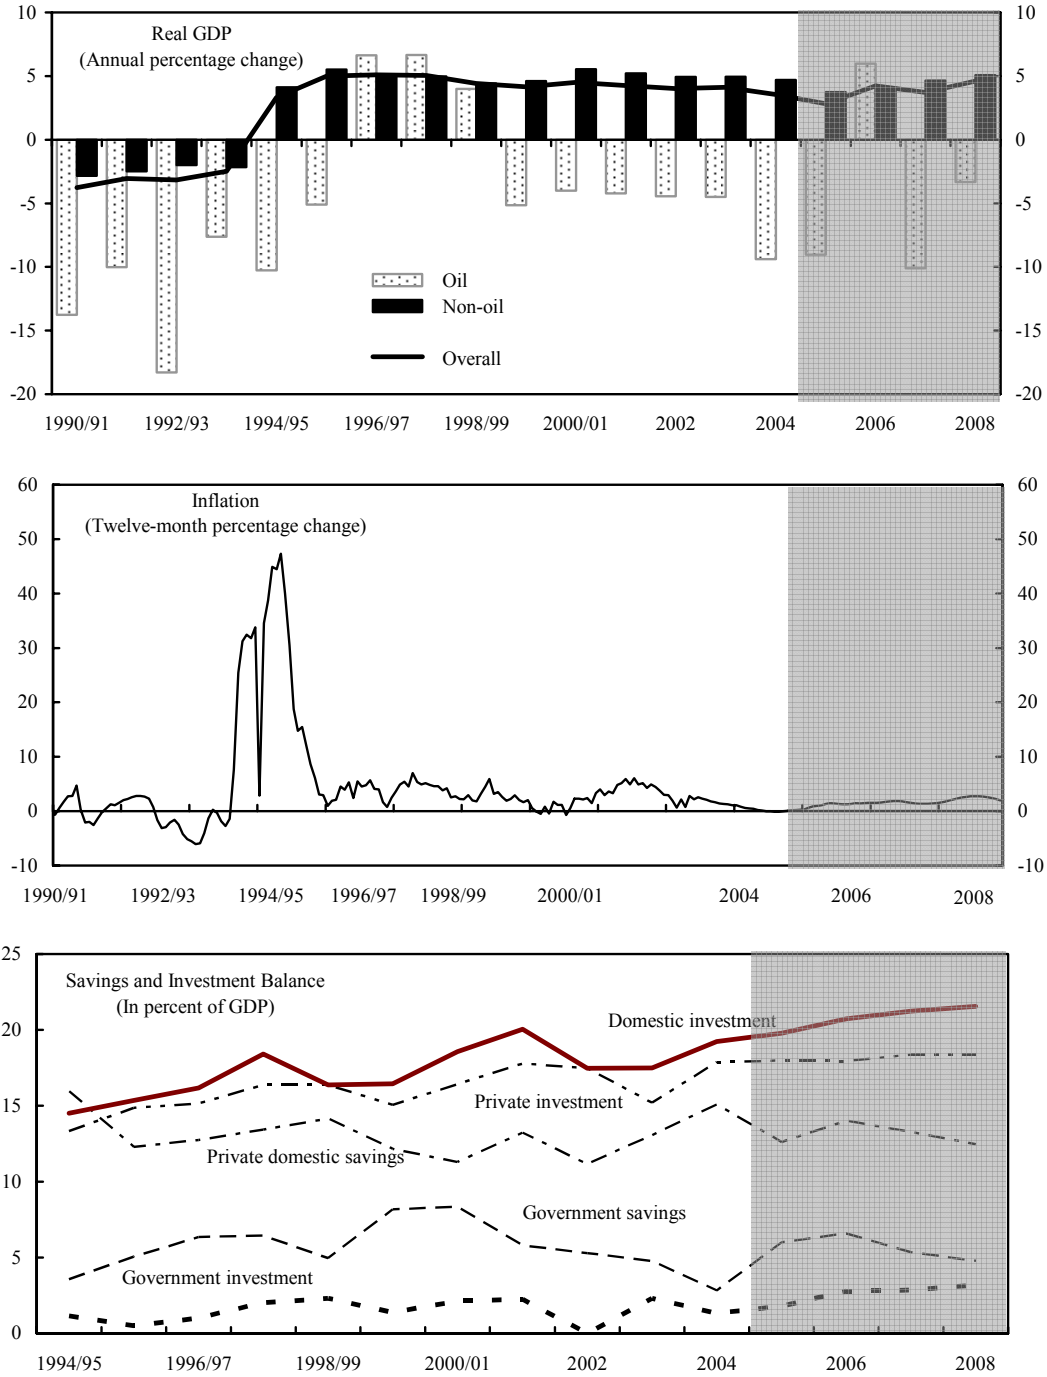 10 10
Real GDP
(Annual percentage change)
5 5
0 0
-5 -5
-10 -10
Oil
Non-oil
-15 -15
Overall
-20 -20
1990/91 1992/93 1994/95 1996/97 1998/99 2000/01 2002 2004 2006 2008
60 60
Inflation
(Twelve-month percentage change)
50 50
40 40
30 30
20 20
10 10
0 0
-10 -10
1990/91 1992/93 1994/95 1996/97 1998/99 2000/01 2004 2006 2008
25
Savings and Investment Balance
(In percent of GDP)
Domestic investment
20
Private investment
15
Private domestic savings
10
Government savings
5
Government investment
0
1994/95 1996/97 1998/99 2000/01 2002 2004 2006 2008